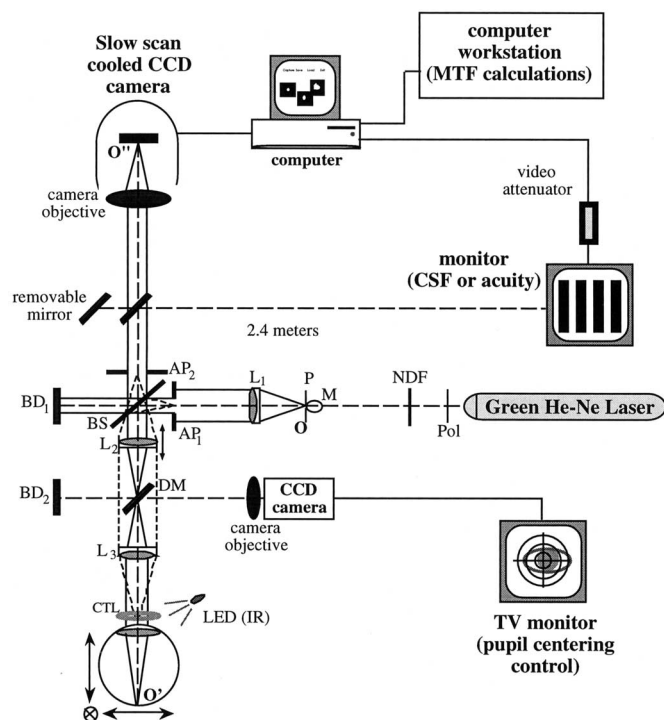 Slow scan
cooled CCD
camera
computer
workstation
(MTF calculations)
O"
computer
camera
objective
video
attenuator
monitor
(CSF or acuity)
removable
mirror
2.4 meters
AP2
L1
P
M
NDF
BD1
BS
AP1
O
Pol
Green He-Ne Laser
L2
DM
BD2
CCD
camera
camera
objective
L3
CTL
LED (IR)
TV monitor
(pupil centering
control)
O'